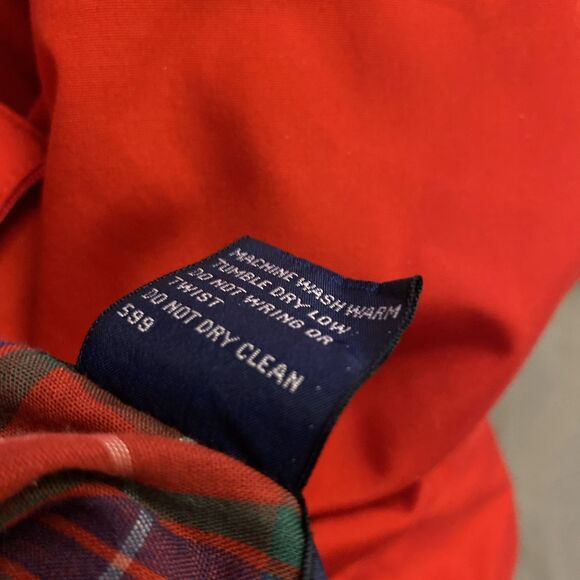 MACHINE WASH WARM
TUMBLE DRY LOW
DO NOT WRING OR
TWIST
DO NOT DRY CLEAN
599